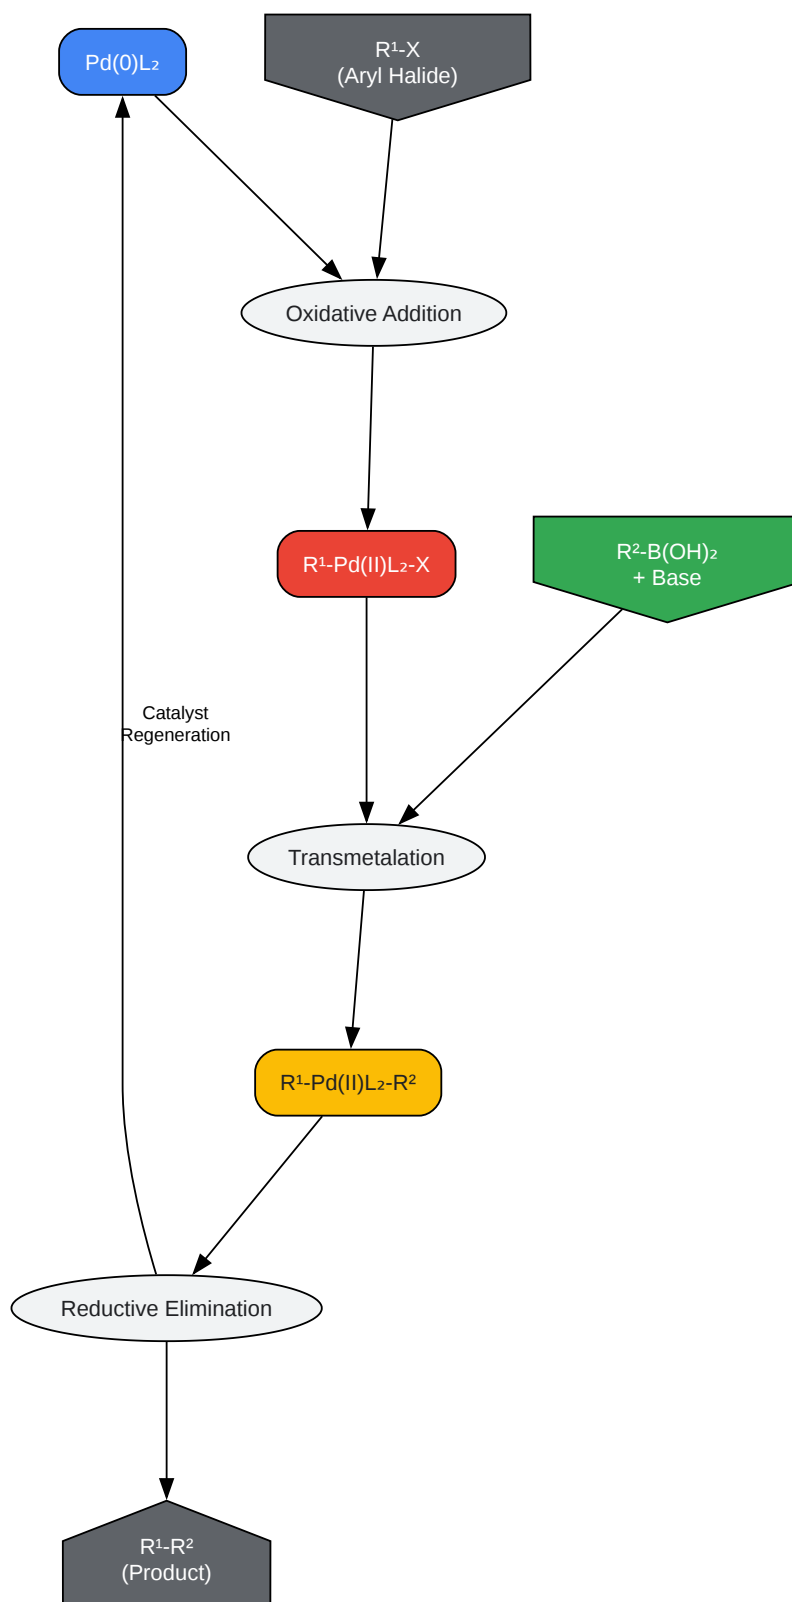 Pd(0)L₂
R¹-X
(Aryl Halide)
Oxidative Addition
R¹-Pd(II)L₂-X
R²-B(OH)₂
+ Base
Catalyst
Regeneration
Transmetalation
R¹-Pd(II)L₂-R²
Reductive Elimination
R¹-R²
(Product)